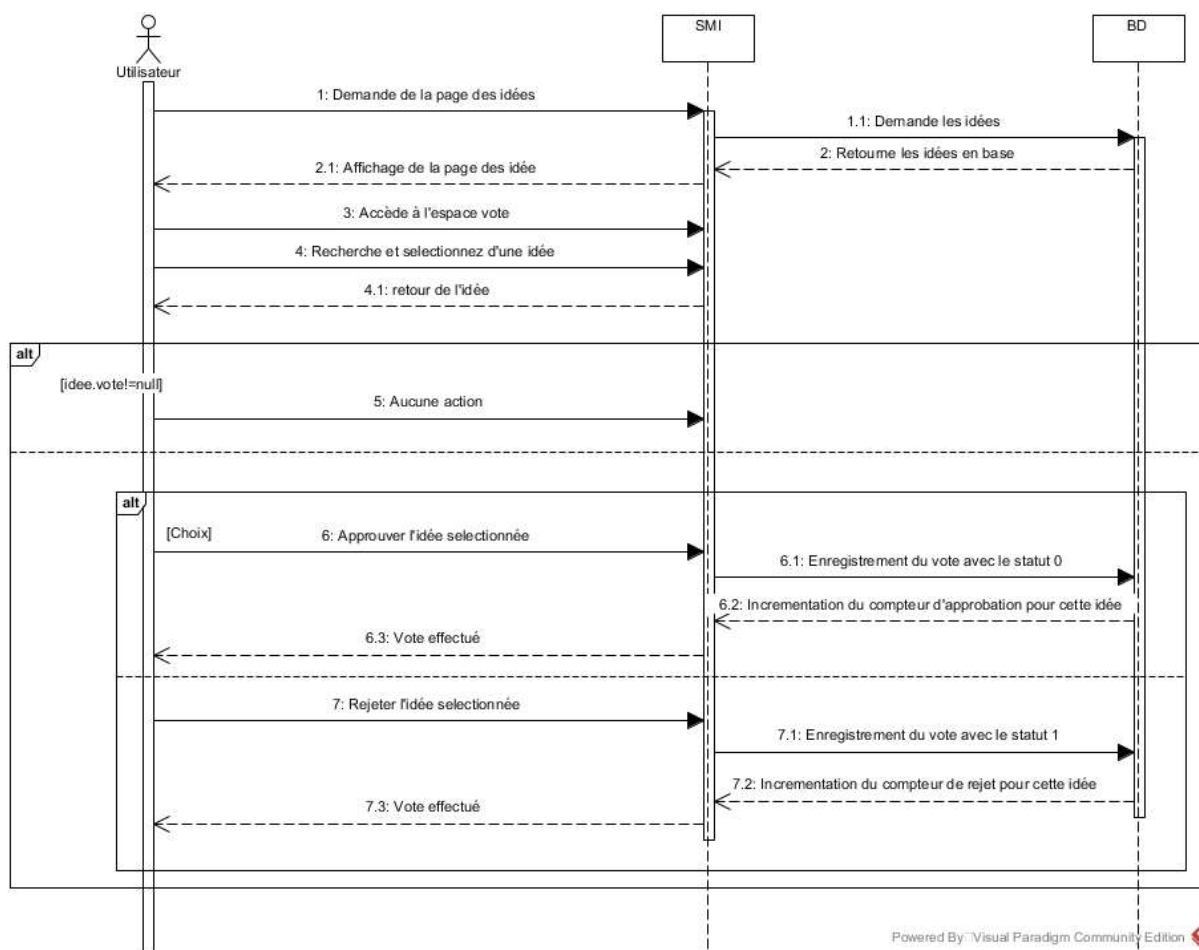 SMI
BD
Utilisateur
1: Demande de la page des idées
1.1: Demande les idées
2: Retourne les idées en base
2.1: Affichage de la page des idée
3: Accède à l'espace vote
4: Recherche et selectionnez d'une idée
4.1: retour de l'idée
alt
[idee.vote!=null]
5: Aucune action
alt
[Choix]
6: Approuver l'idée selectionnée
6.1: Enregistrement du vote avec le statut 0
6.2: Incrementation du compteur d'approbation pour cette idée
6.3: Vote effectué
7: Rejeter l'idée selectionnée
7.1: Enregistrement du vote avec le statut 1
7.2: Incrementation du compteur de rejet pour cette idée
7.3: Vote effectué
Powered By Visual Paradigm Community Edition